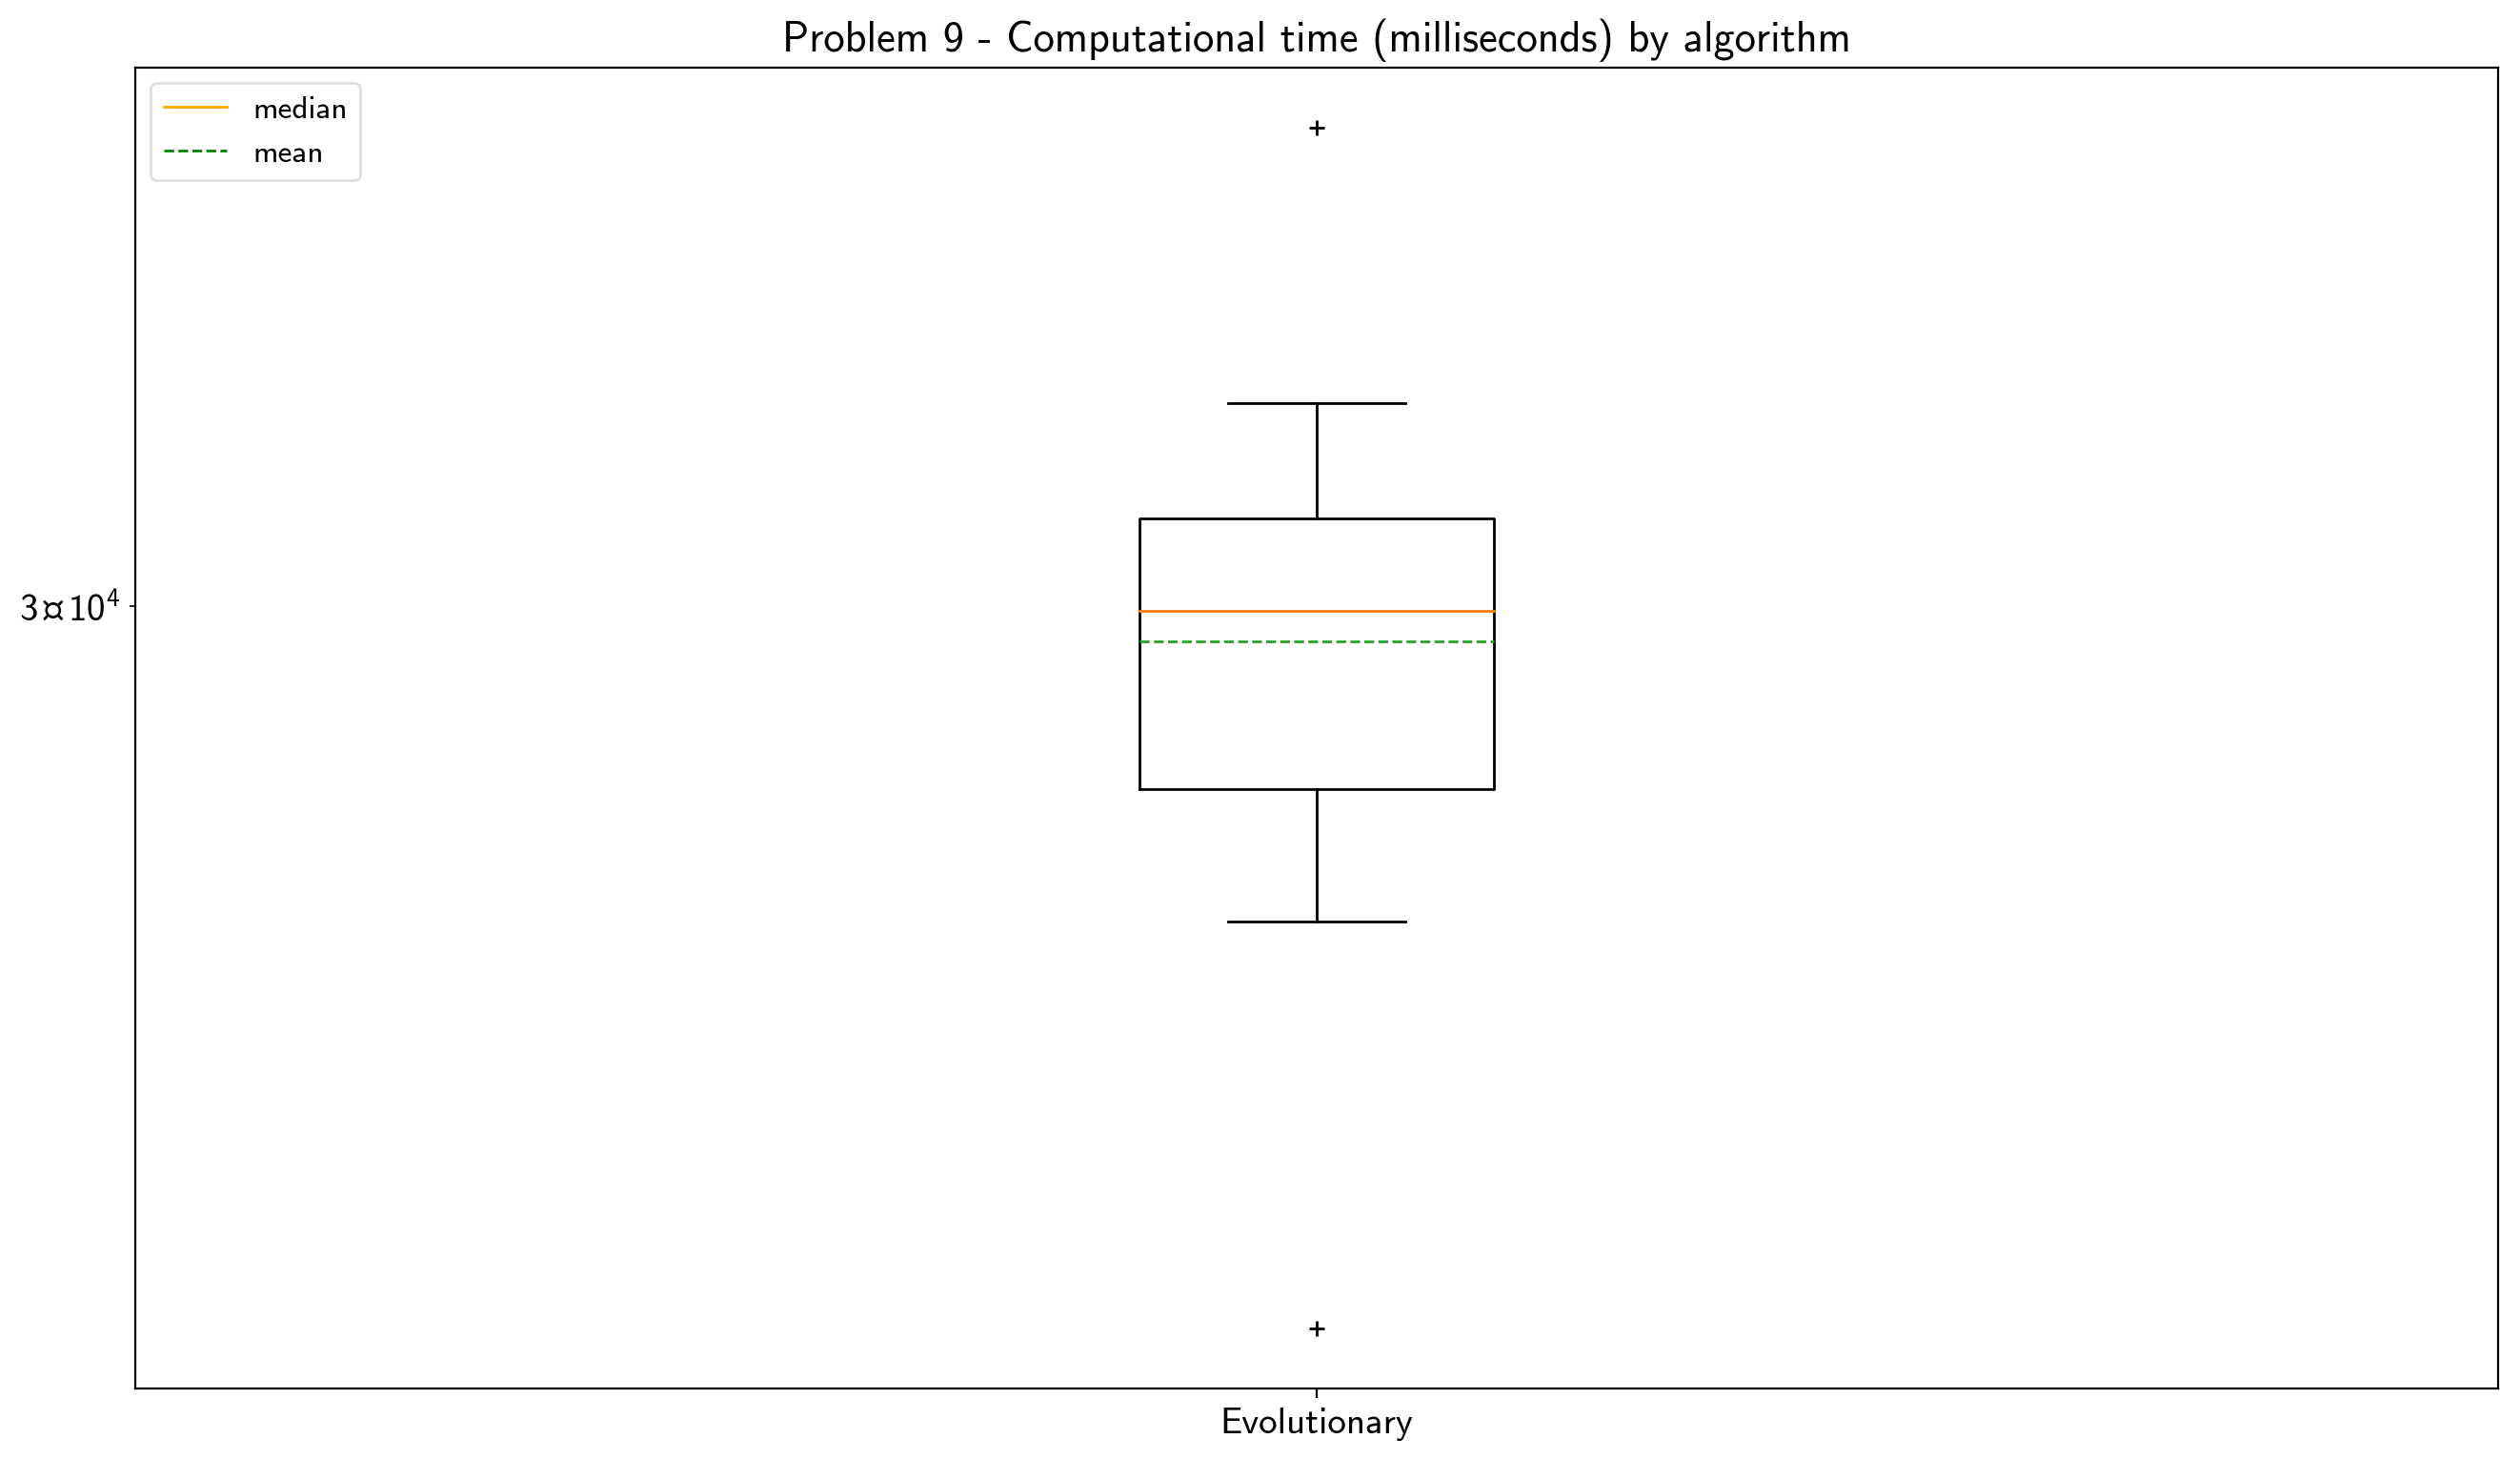 Problem 9 - Computational time (milliseconds) by algorithm
median
mean
3¤10⁴
Evolutionary